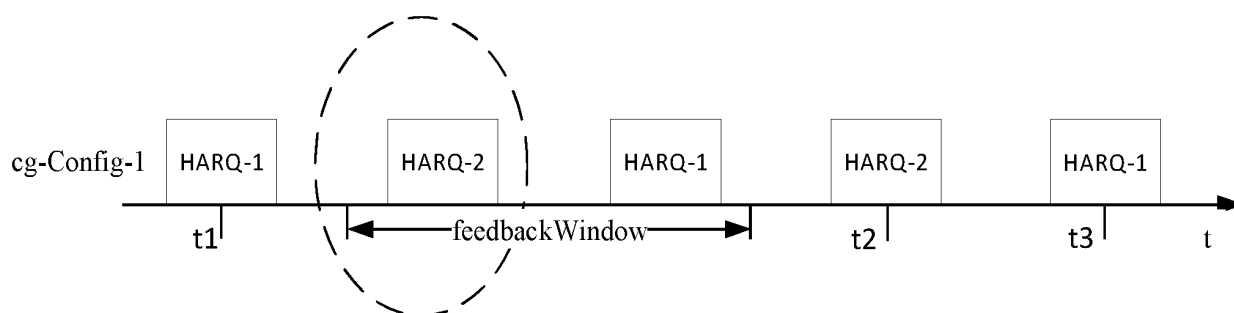 cg-Config-1 HARQ-1 HARQ-2 HARQ-1 HARQ-2 HARQ-1
t1 feedbackWindow t2 t3 t